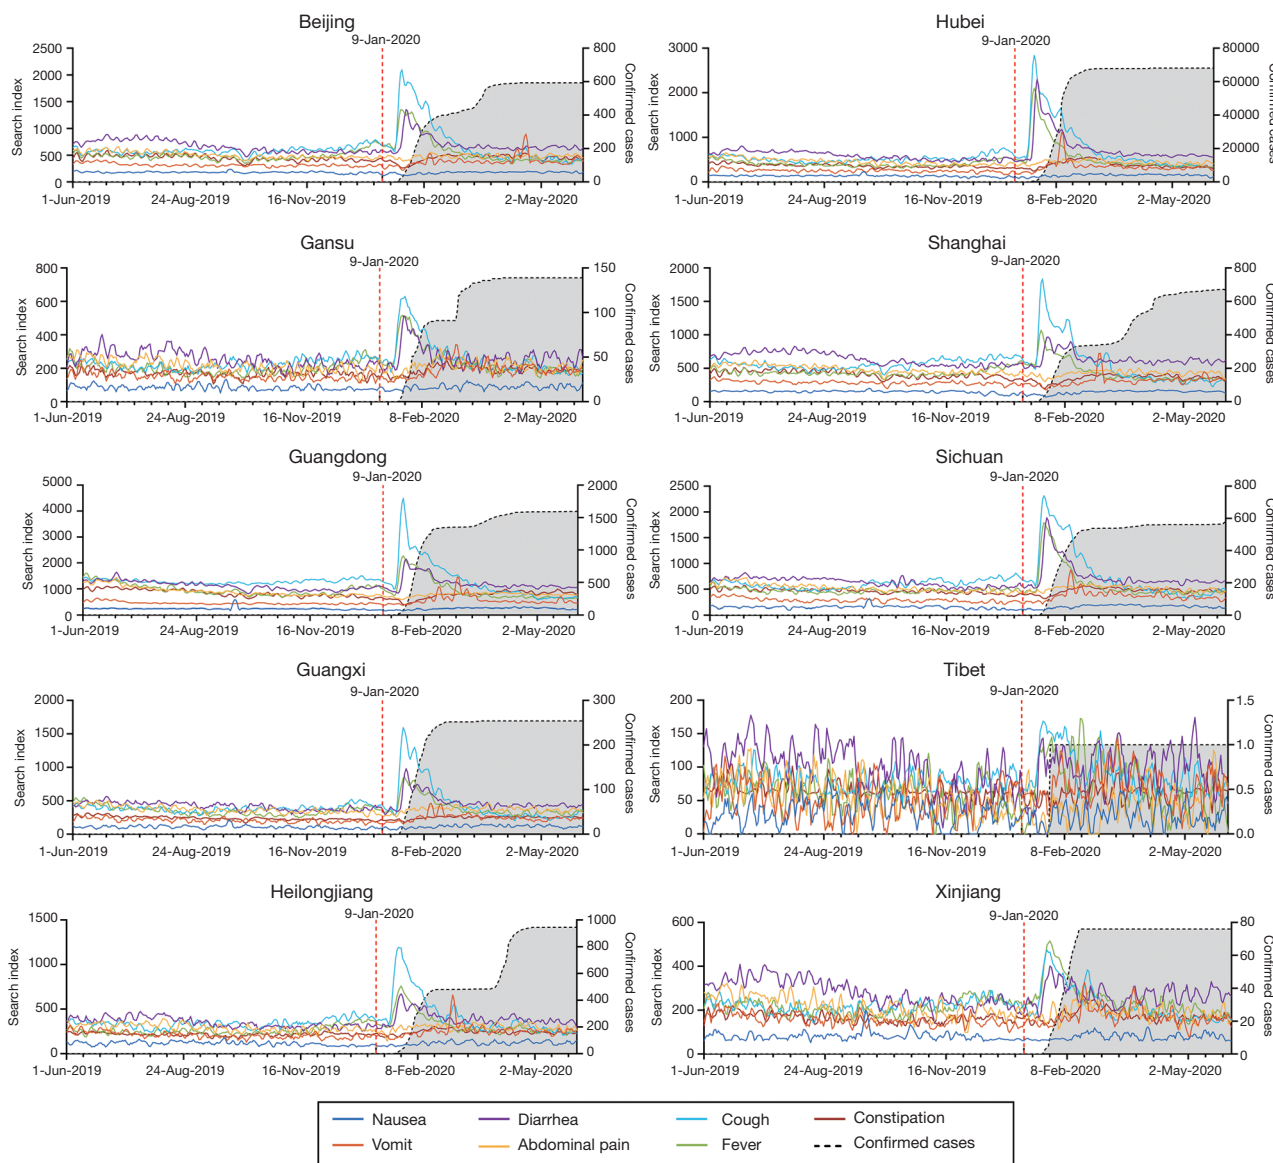 Beijing
9-Jan-2020
Search index
2500
2000
1500
1000
500
0
800
600
400
200
0
Confirmed cases
1-Jun-2019 24-Aug-2019 16-Nov-2019 8-Feb-2020 2-May-2020
Hubei
9-Jan-2020
Search index
3000
2000
1000
0
80000
60000
40000
20000
0
Confirmed cases
1-Jun-2019 24-Aug-2019 16-Nov-2019 8-Feb-2020 2-May-2020
Gansu
9-Jan-2020
Search index
800
600
400
200
0
150
100
50
0
Confirmed cases
1-Jun-2019 24-Aug-2019 16-Nov-2019 8-Feb-2020 2-May-2020
Shanghai
9-Jan-2020
Search index
2000
1500
1000
500
0
800
600
400
200
0
Confirmed cases
1-Jun-2019 24-Aug-2019 16-Nov-2019 8-Feb-2020 2-May-2020
Guangdong
9-Jan-2020
Search index
5000
4000
3000
2000
1000
0
2000
1500
1000
500
0
Confirmed cases
1-Jun-2019 24-Aug-2019 16-Nov-2019 8-Feb-2020 2-May-2020
Sichuan
9-Jan-2020
Search index
2500
2000
1500
1000
500
0
800
600
400
200
0
Confirmed cases
1-Jun-2019 24-Aug-2019 16-Nov-2019 8-Feb-2020 2-May-2020
Guangxi
9-Jan-2020
Search index
2000
1500
1000
500
0
300
200
100
0
Confirmed cases
1-Jun-2019 24-Aug-2019 16-Nov-2019 8-Feb-2020 2-May-2020
Tibet
9-Jan-2020
Search index
200
150
100
50
0
1.5
1.0
0.5
0.0
Confirmed cases
1-Jun-2019 24-Aug-2019 16-Nov-2019 8-Feb-2020 2-May-2020
Heilongjiang
9-Jan-2020
Search index
1500
1000
500
0
1000
800
600
400
200
0
Confirmed cases
1-Jun-2019 24-Aug-2019 16-Nov-2019 8-Feb-2020 2-May-2020
Xinjiang
9-Jan-2020
Search index
600
400
200
0
80
60
40
20
0
Confirmed cases
1-Jun-2019 24-Aug-2019 16-Nov-2019 8-Feb-2020 2-May-2020
Nausea Diarrhea Cough Constipation
Vomit Abdominal pain Fever Confirmed cases